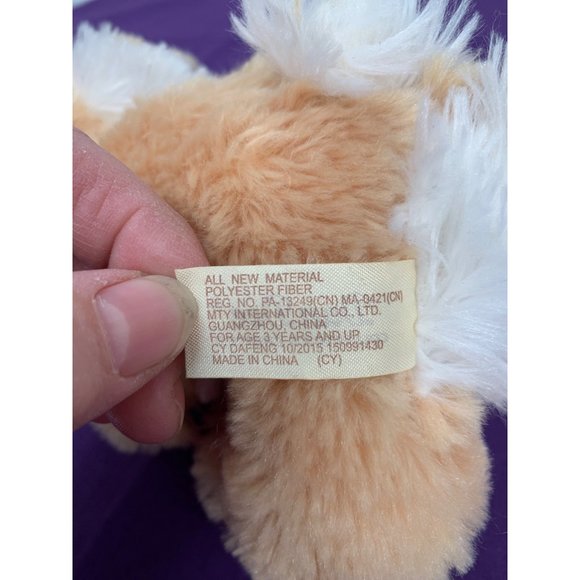 ALL NEW MATERIAL
POLYESTER FIBER
REG. NO. PA-13249(CN) MA-0421(CN)
MTY INTERNATIONAL CO., LTD.
GUANGZHOU, CHINA
FOR AGE 3 YEARS AND UP
CY DAFENG 10/2015 150991430
MADE IN CHINA (CY)